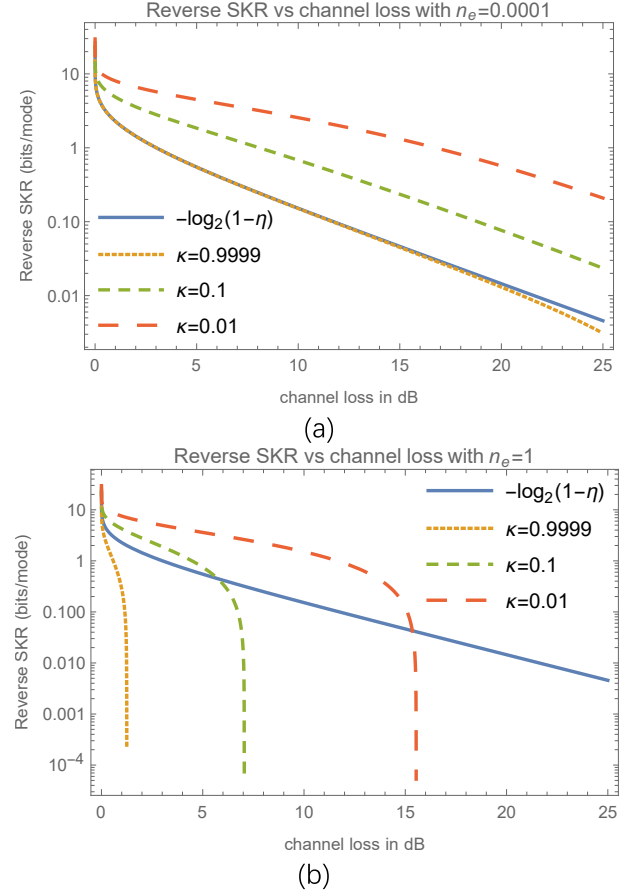 Reverse SKR vs channel loss with nₑ=0.0001
Reverse SKR (bits/mode)
10
1
0.10
0.01
−log₂(1−η)
κ=0.9999
κ=0.1
κ=0.01
0 5 10 15 20 25
channel loss in dB
(a)
Reverse SKR vs channel loss with nₑ=1
Reverse SKR (bits/mode)
10
1
0.100
0.010
0.001
10⁻⁴
−log₂(1−η)
κ=0.9999
κ=0.1
κ=0.01
0 5 10 15 20 25
channel loss in dB
(b)